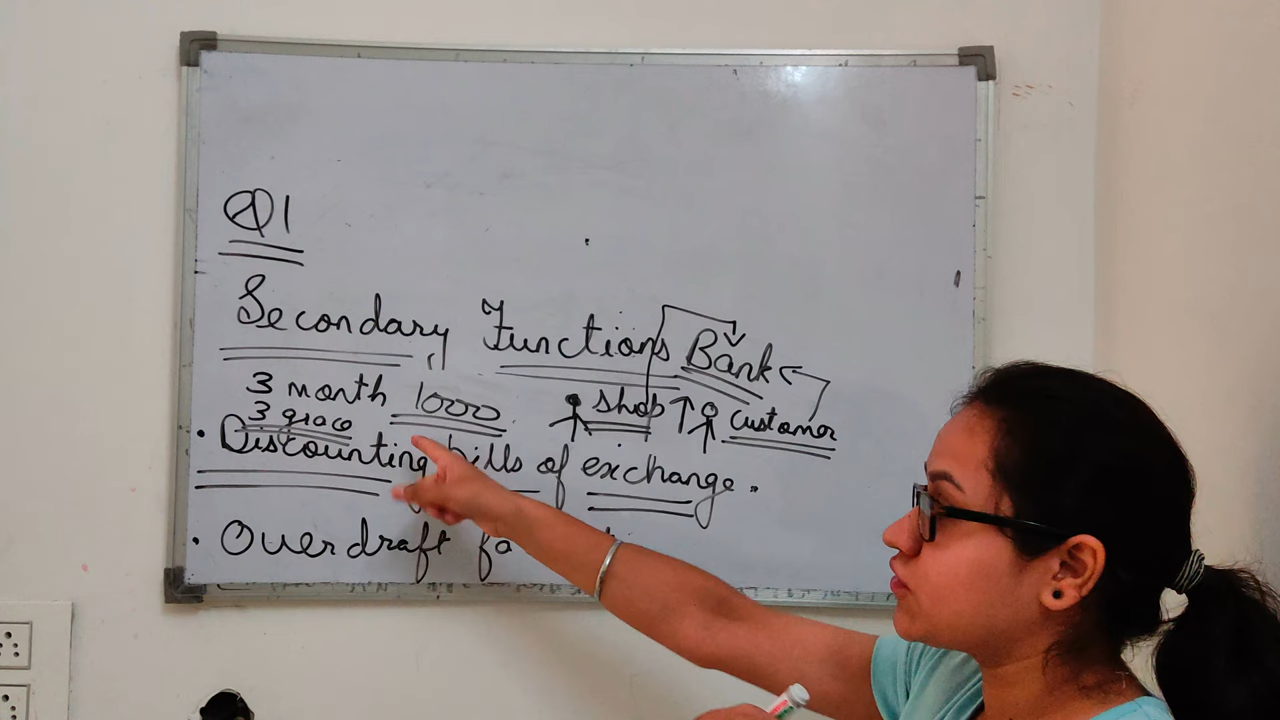 Q1
Secondary Functions Bank
3 month 1000 shop customer
3 grace
• Discounting bills of exchange.
• Overdraft